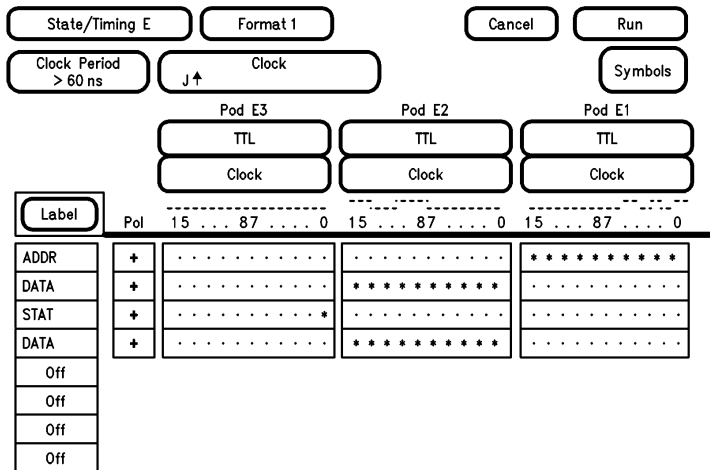 State/Timing E Format 1 Cancel Run
Clock Period
> 60 ns
Clock
J↑
Symbols
Pod E3 Pod E2 Pod E1
TTL TTL TTL
Clock Clock Clock
Label Pol 15 ... 87 .... 0 15 ... 87 .... 0 15 ... 87 .... 0
ADDR + . . . . . . . . . . . . . . . . . . . . . . * * * * * * * * * *
DATA + . . . . . . . . . . . * * * * * * * * * * . . . . . . . . . . .
STAT + . . . . . . . . . . * . . . . . . . . . . . . . . . . . . . . . .
DATA + . . . . . . . . . . . * * * * * * * * * * . . . . . . . . . . .
Off
Off
Off
Off